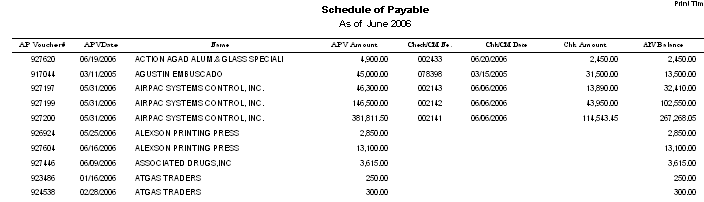 Print Tim
Schedule of Payable
As of June 2006
AP Voucher# APV Date Name APV Amount Check/CM No. Chk/CM Date Chk Amount APV Balance
927620 06/19/2006 ACTION AGAD ALUM & GLASS SPECIALI 4,900.00 002433 06/20/2006 2,450.00 2,450.00
917044 03/11/2005 AGUSTIN EMBUSCADO 45,000.00 078398 03/15/2005 31,500.00 13,500.00
927197 05/31/2006 AIRPAC SYSTEMS CONTROL, INC. 46,300.00 002143 06/06/2006 13,890.00 32,410.00
927199 05/31/2006 AIRPAC SYSTEMS CONTROL, INC. 146,500.00 002142 06/06/2006 43,950.00 102,550.00
927200 05/31/2006 AIRPAC SYSTEMS CONTROL, INC. 381,811.50 002141 06/06/2006 114,543.45 267,268.05
926924 05/25/2006 ALEXSON PRINTING PRESS 2,850.00 2,850.00
927604 06/16/2006 ALEXSON PRINTING PRESS 13,100.00 13,100.00
927446 06/09/2006 ASSOCIATED DRUGS,INC 3,615.00 3,615.00
923486 01/16/2006 ATGAS TRADERS 250.00 250.00
924538 02/28/2006 ATGAS TRADERS 300.00 300.00